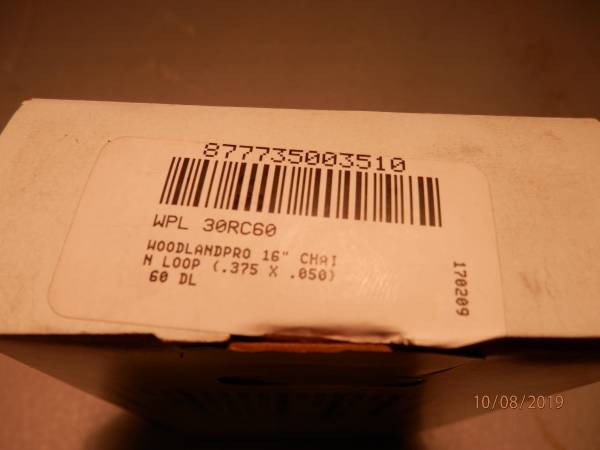 877735003510
WPL 30RC60
WOODLANDPRO 16" CHAI
N LOOP (.375 X .050)
60 DL
170209
10/08/2019